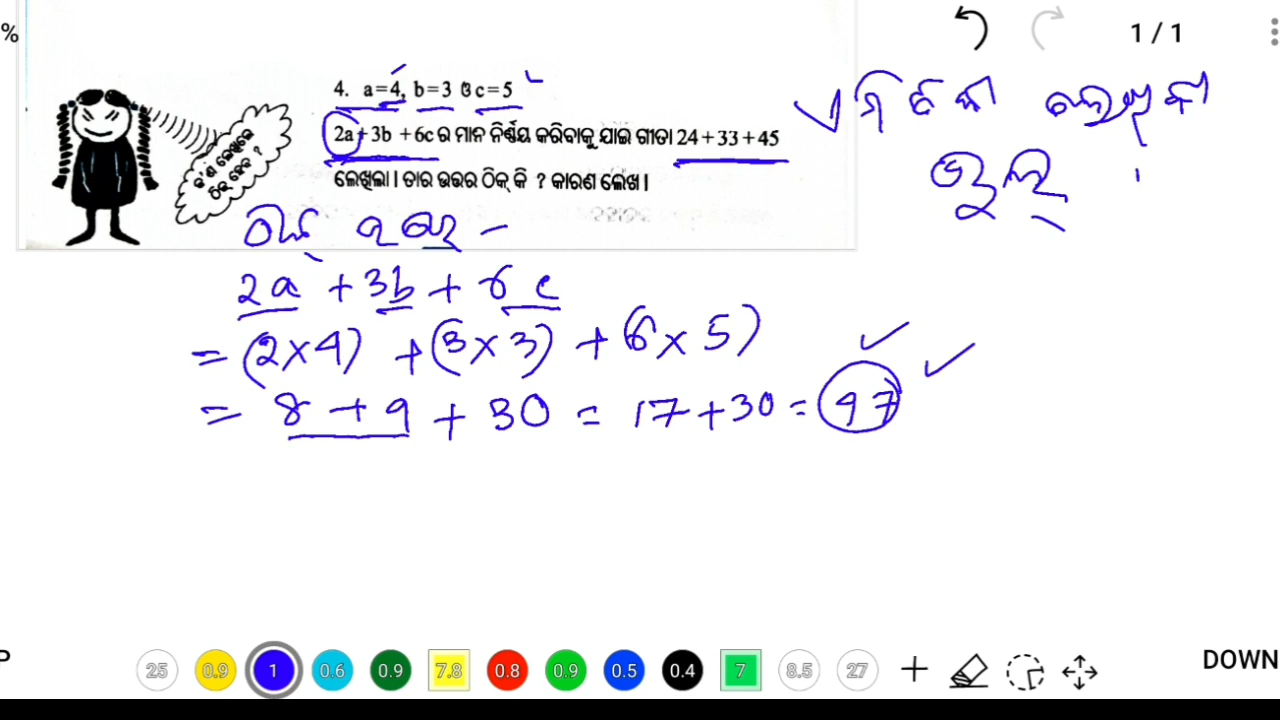 %
1 / 1
4. a=4, b=3 ଓ c=5
2a+3b+6c ର ମାନ ନିର୍ଣ୍ଣୟ କରିବାକୁ ଯାଇ ଗୀତା 24+33+45
ଲେଖିଲା । ତାର ଉତ୍ତର ଠିକ୍ କି ? କାରଣ ଲେଖ ।
କ'ଣ ଲେଖିଲେ
ଠିକ୍ ହେବ ?
ଭୁଲ୍ ।
ଠିକ୍ ଉତ୍ତର -
2a + 3b + 6c
= (2×4) + (3×3) + (6×5)
= 8 + 9 + 30 = 17 + 30 = 47
25 0.9 1 0.6 0.9 7.8 0.8 0.9 0.5 0.4 7 8.5 27
DOWN